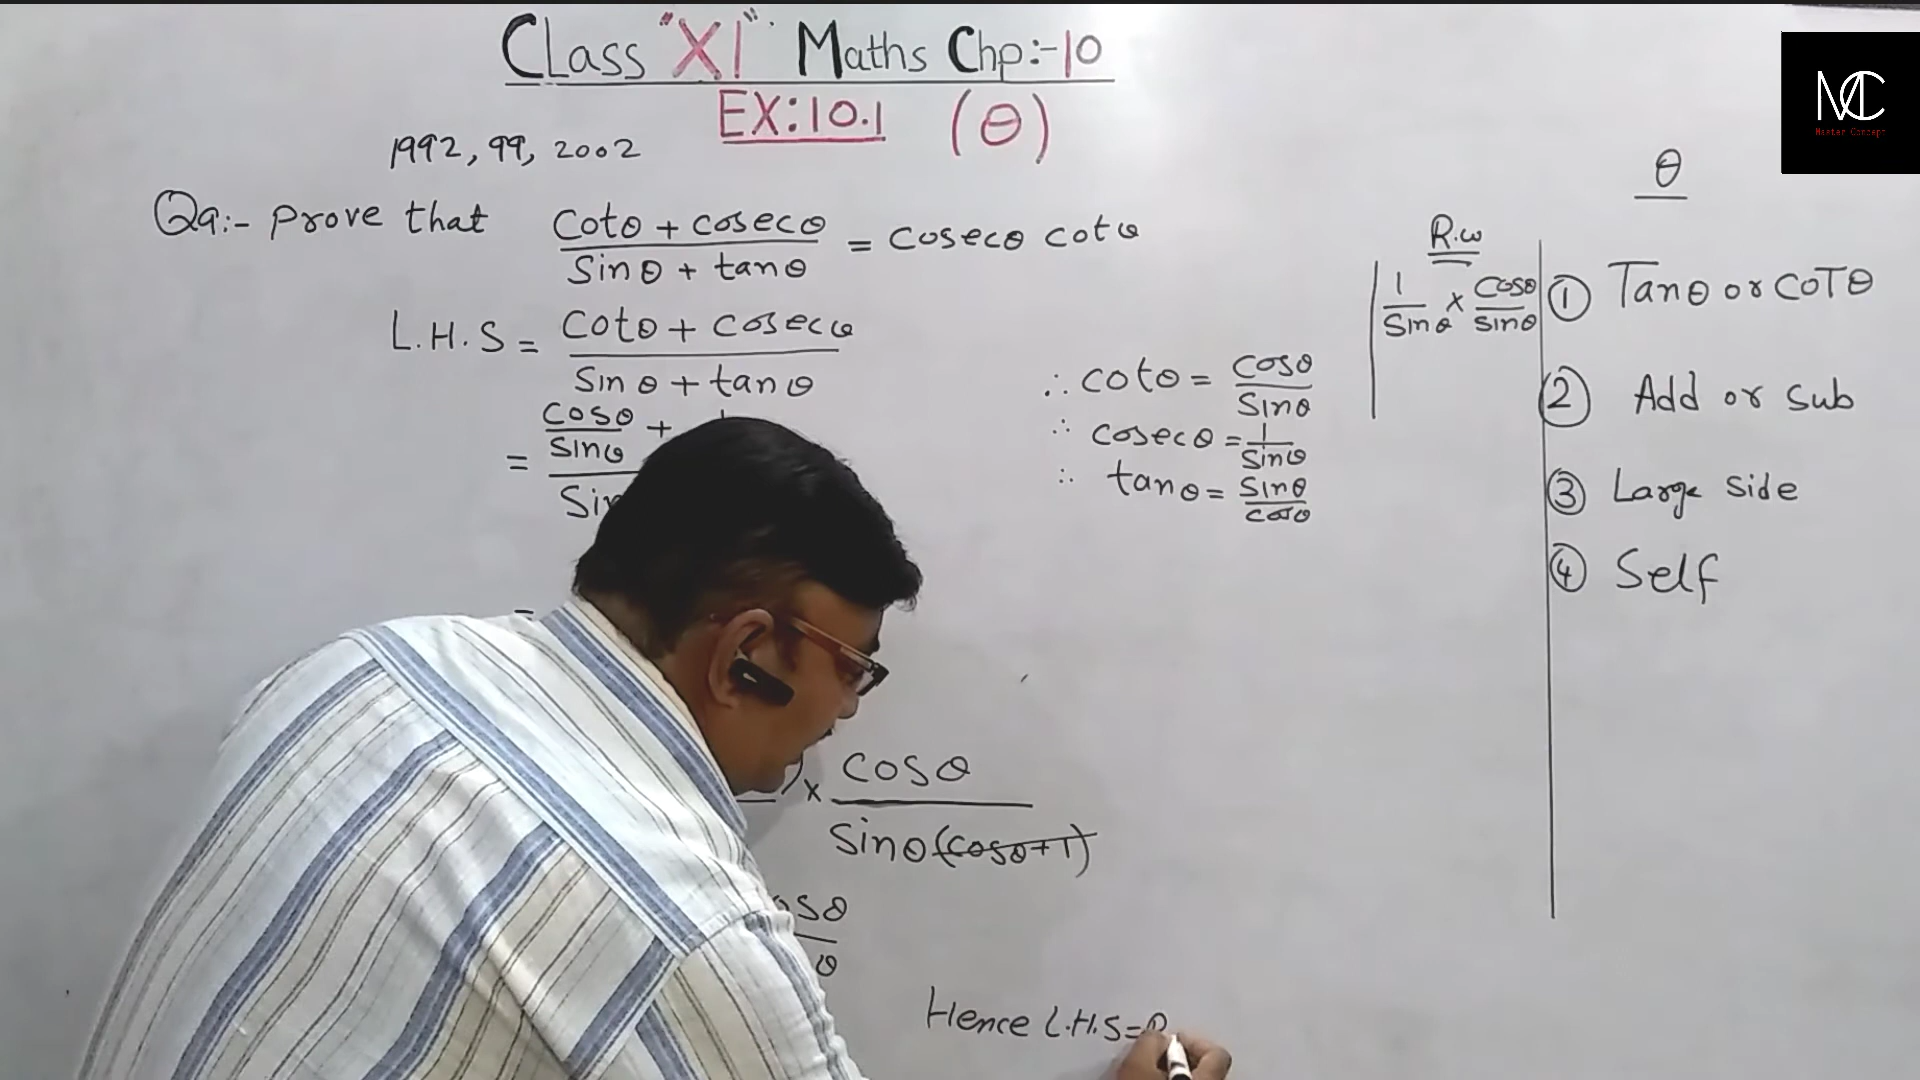 Class "XI" Maths Chp:-10
EX:10.1 (θ)
1992, 99, 2002
Q9:- Prove that (cotθ + cosecθ)/(sinθ + tanθ) = cosecθ cotθ
L.H.S = (cotθ + cosecθ)/(sinθ + tanθ)
cosθ/sinθ +
=
∴ cotθ = cosθ/sinθ
∴ cosecθ = 1/sinθ
∴ tanθ = sinθ/cosθ
=
) x cosθ/sinθ(cosθ+1)
θ
Hence L.H.S =
R.w
1/sinθ x cosθ/sinθ
θ
① Tanθ or CoTθ
② Add or sub
③ Large side
④ Self
MC
Master Concept